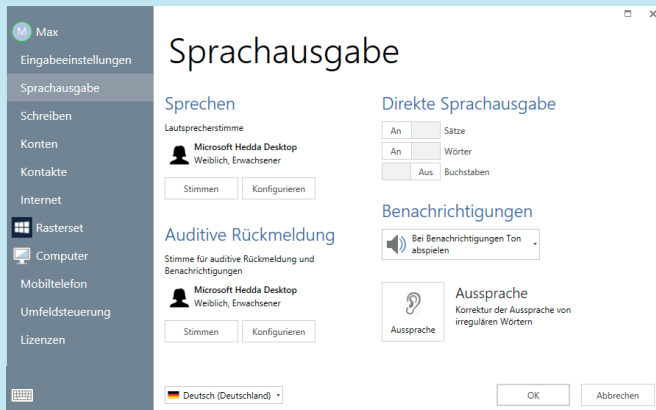 M Max
Eingabeeinstellungen
Sprachausgabe
Schreiben
Konten
Kontakte
Internet
Rasterset
Computer
Mobiltelefon
Umfeldsteuerung
Lizenzen
Sprachausgabe
Sprechen
Lautsprecherstimme
Microsoft Hedda Desktop
Weiblich, Erwachsener
Stimmen Konfigurieren
Auditive Rückmeldung
Stimme für auditive Rückmeldung und
Benachrichtigungen
Microsoft Hedda Desktop
Weiblich, Erwachsener
Stimmen Konfigurieren
Direkte Sprachausgabe
An Sätze
An Wörter
Aus Buchstaben
Benachrichtigungen
Bei Benachrichtigungen Ton
abspielen
Aussprache
Aussprache
Korrektur der Aussprache von
irregulären Wörtern
Deutsch (Deutschland)
OK Abbrechen